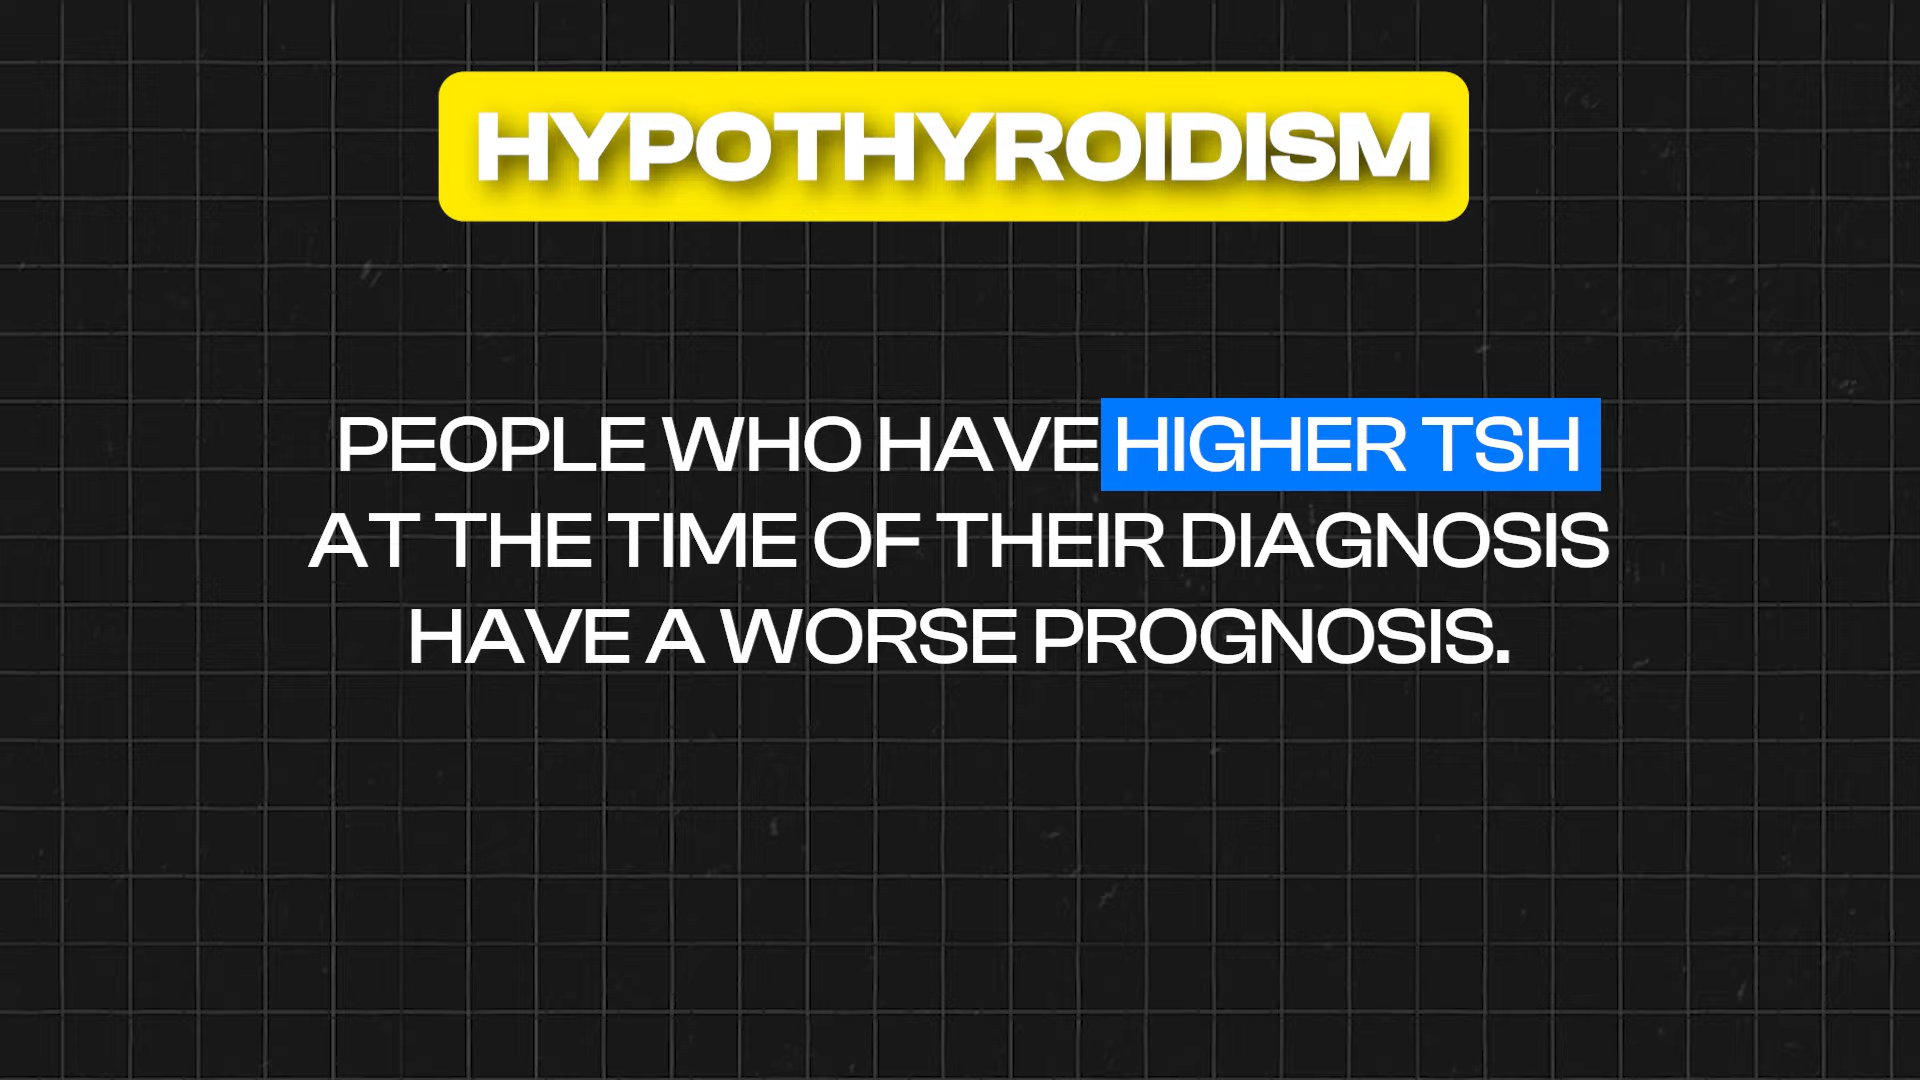 HYPOTHYROIDISM
PEOPLE WHO HAVE HIGHER TSH
AT THE TIME OF THEIR DIAGNOSIS
HAVE A WORSE PROGNOSIS.